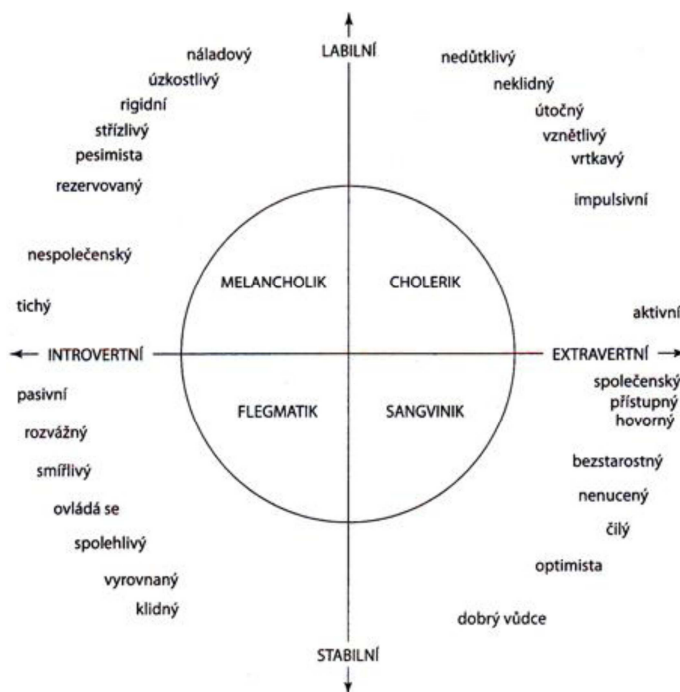 LABILNÍ
náladový
úzkostlivý
rigidní
střízlivý
pesimista
rezervovaný
nespolečenský
tichý
nedůtklivý
neklidný
útočný
vznětlivý
vrtkavý
impulsivní
aktivní
MELANCHOLIK
CHOLERIK
INTROVERTNÍ
EXTRAVERTNÍ
FLEGMATIK
SANGVINIK
pasivní
rozvážný
smířlivý
ovládá se
spolehlivý
vyrovnaný
klidný
společenský
přístupný
hovorný
bezstarostný
nenucený
čilý
optimista
dobrý vůdce
STABILNÍ